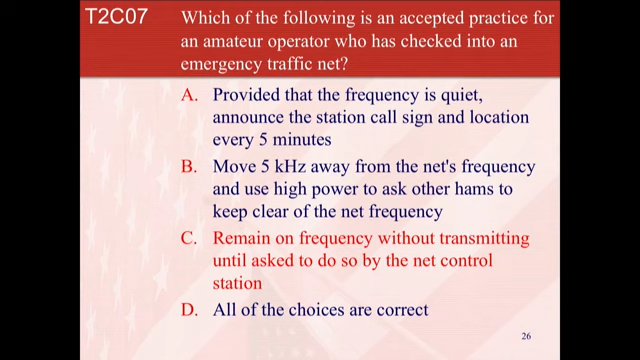 T2C07
Which of the following is an accepted practice for
an amateur operator who has checked into an
emergency traffic net?
A. Provided that the frequency is quiet,
announce the station call sign and location
every 5 minutes
B. Move 5 kHz away from the net's frequency
and use high power to ask other hams to
keep clear of the net frequency
C. Remain on frequency without transmitting
until asked to do so by the net control
station
D. All of the choices are correct
26